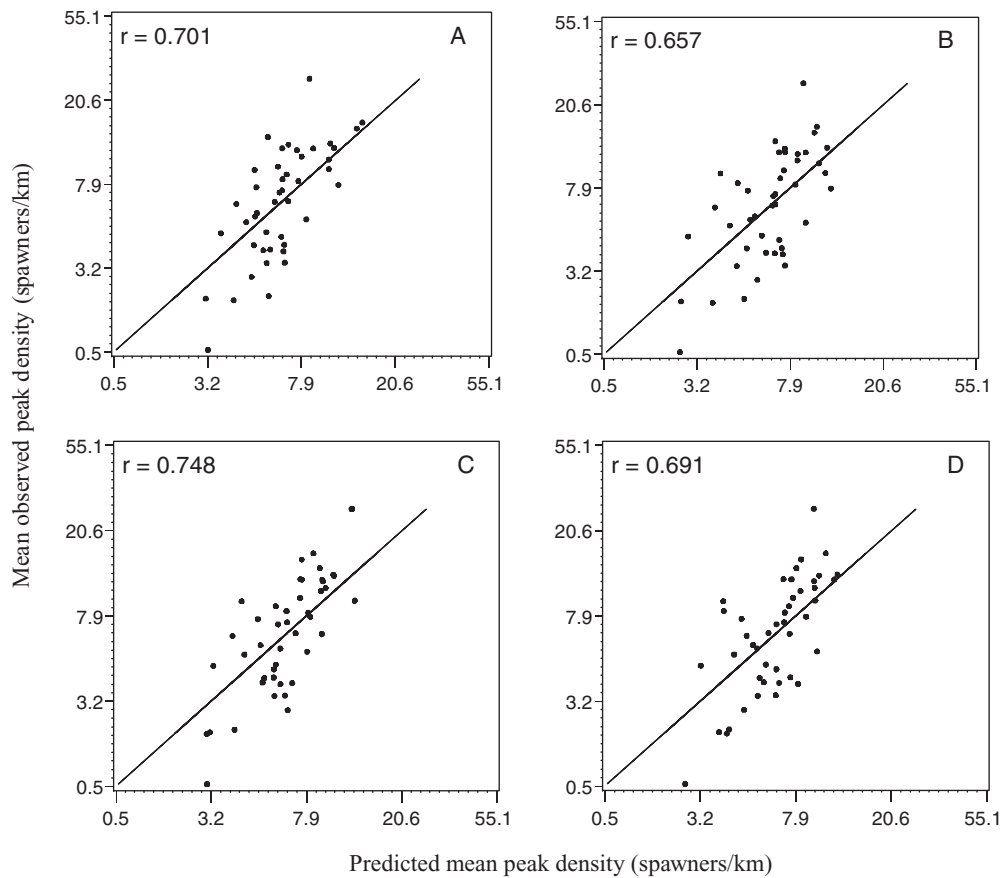 r = 0.701
A
55.1
20.6
7.9
3.2
0.5
0.5 3.2 7.9 20.6 55.1
r = 0.657
B
55.1
20.6
7.9
3.2
0.5
0.5 3.2 7.9 20.6 55.1
r = 0.748
C
55.1
20.6
7.9
3.2
0.5
0.5 3.2 7.9 20.6 55.1
r = 0.691
D
55.1
20.6
7.9
3.2
0.5
0.5 3.2 7.9 20.6 55.1
Mean observed peak density (spawners/km)
Predicted mean peak density (spawners/km)